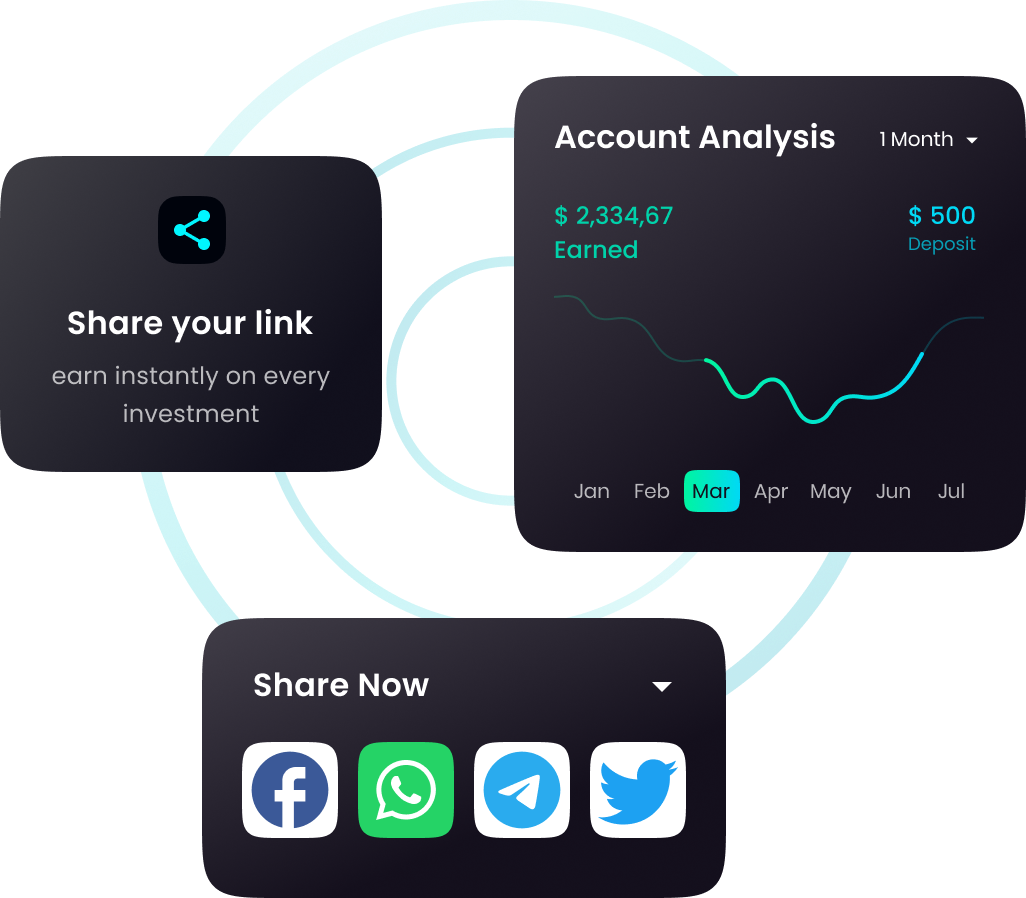 Share your link
earn instantly on every
investment
Account Analysis
1 Month
$ 2,334,67
Earned
$ 500
Deposit
Jan Feb Mar Apr May Jun Jul
Share Now